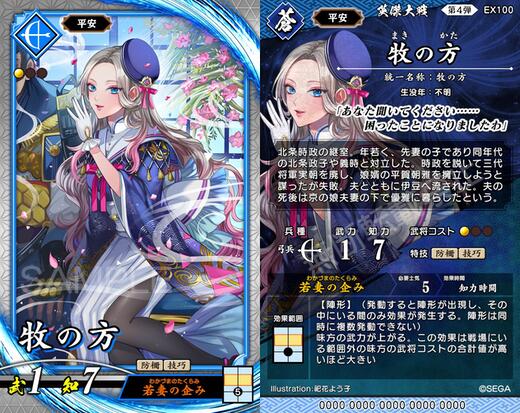 平安
牧の方
防柵 技巧
武1 知7
わかづまのたくらみ
若妻の企み
5
SAMPLE
蒼
平安
英傑大戦
第4弾
EX100
まき かた
牧の方
統一名称:牧の方
生没年:不明
「あなた聞いてください……
困ったことになりましたわ」
北条時政の継室。年若く、先妻の子であり同年代
の北条政子や義時と対立した。時政を説いて三代
将軍実朝を廃し、娘婿の平賀朝雅を擁立しようと
謀ったが失敗。夫とともに伊豆へ流された。夫の
死後は京の娘夫妻の下で優雅に暮らしたという。
兵種 武力 知力 武将コスト
弓兵 1 7
特技 防柵 技巧
わかづまのたくらみ 必要士気 効果時間
若妻の企み 5 知力時間
効果範囲
【陣形】(発動すると陣形が出現し、その
中にいる間のみ効果が発生する。陣形は同
時に複数発動できない)
味方の武力が上がる。この効果は戦場にい
る範囲外の味方の武将コストの合計値が高
いほど大きい
Illustration:紀花よう子
©SEGA
0000 0000 0000 0000 0000